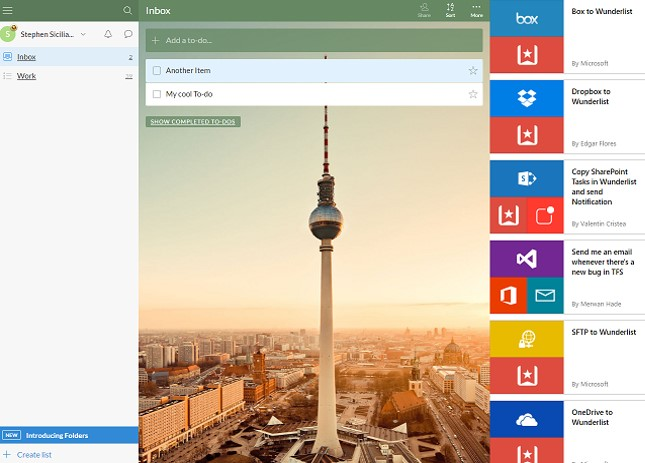 Inbox
Share
Sort
More
S
Stephen Sicilia...
Inbox
2
Work
Add a to-do...
Another Item
My cool To-do
SHOW COMPLETED TO-DOS
NEW Introducing Folders
Create list
box
Box to Wunderlist
By Microsoft
Dropbox to
Wunderlist
By Edgar Flores
Copy SharePoint
Tasks in Wunderlist
and send
Notification
By Valentin Cristea
Send me an email
whenever there's a
new bug in TFS
By Merwan Hade
SFTP to Wunderlist
By Microsoft
OneDrive to
Wunderlist